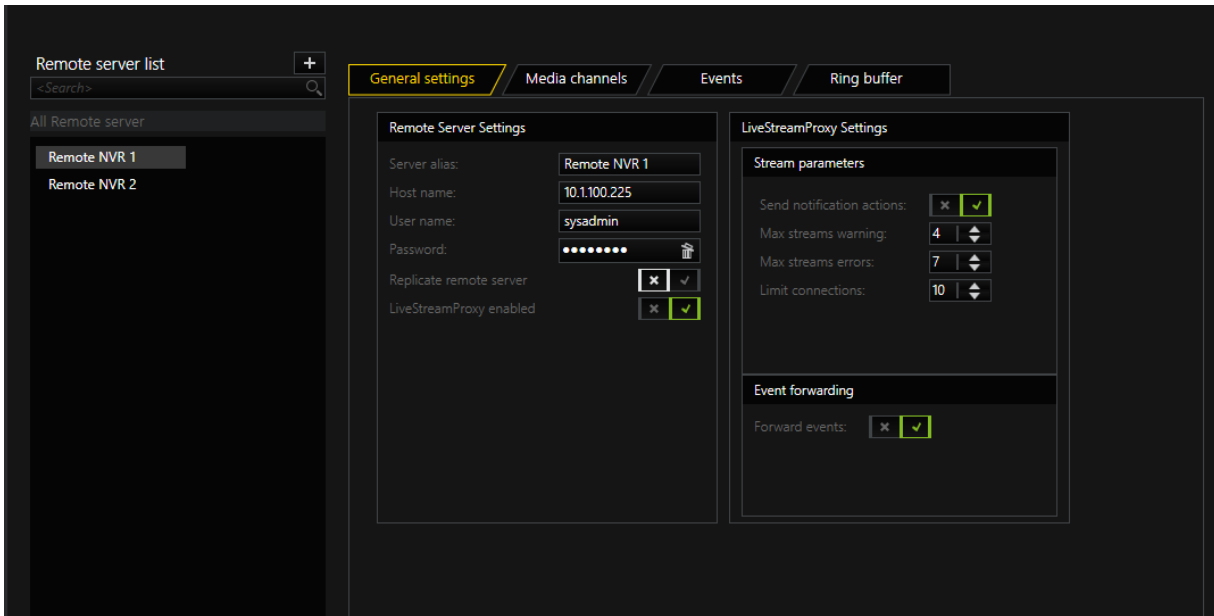 Remote server list
+
<Search>
All Remote server
Remote NVR 1
Remote NVR 2
General settings
Media channels
Events
Ring buffer
Remote Server Settings
Server alias: Remote NVR 1
Host name: 10.1.100.225
User name: sysadmin
Password: ••••••••
Replicate remote server
LiveStreamProxy enabled
LiveStreamProxy Settings
Stream parameters
Send notification actions:
Max streams warning: 4
Max streams errors: 7
Limit connections: 10
Event forwarding
Forward events: